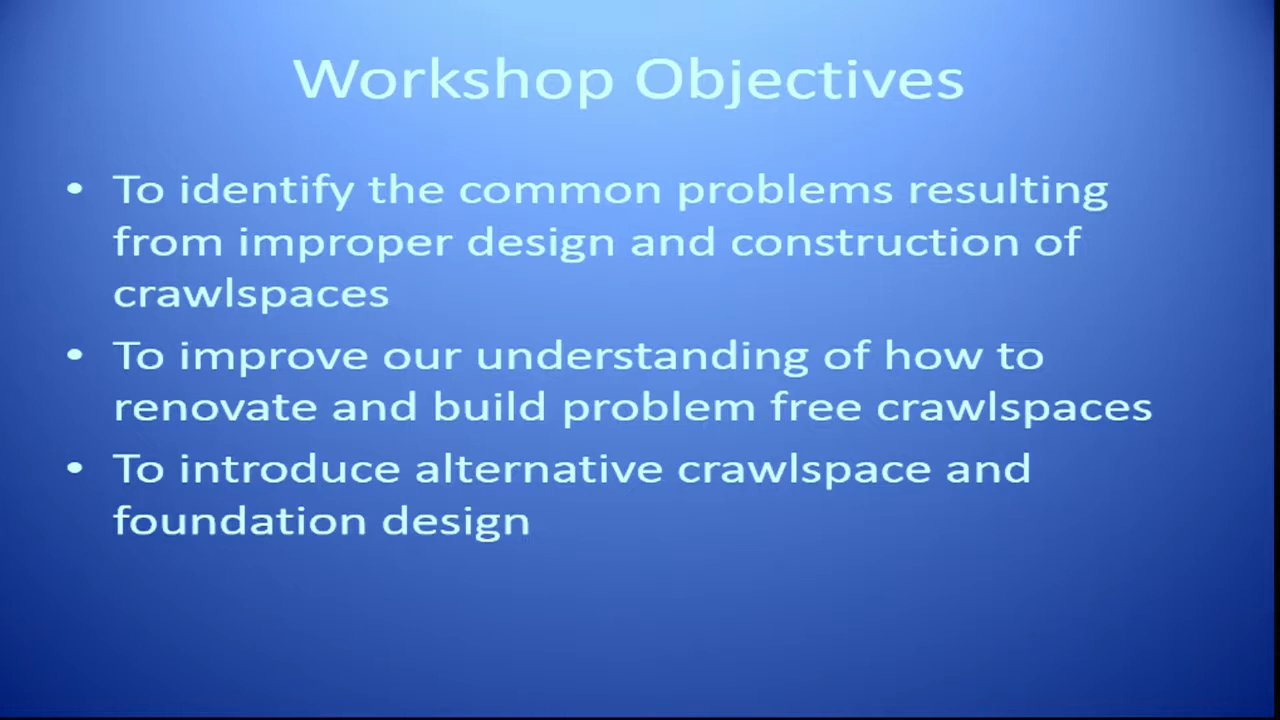 Workshop Objectives
• To identify the common problems resulting
from improper design and construction of
crawlspaces
• To improve our understanding of how to
renovate and build problem free crawlspaces
• To introduce alternative crawlspace and
foundation design